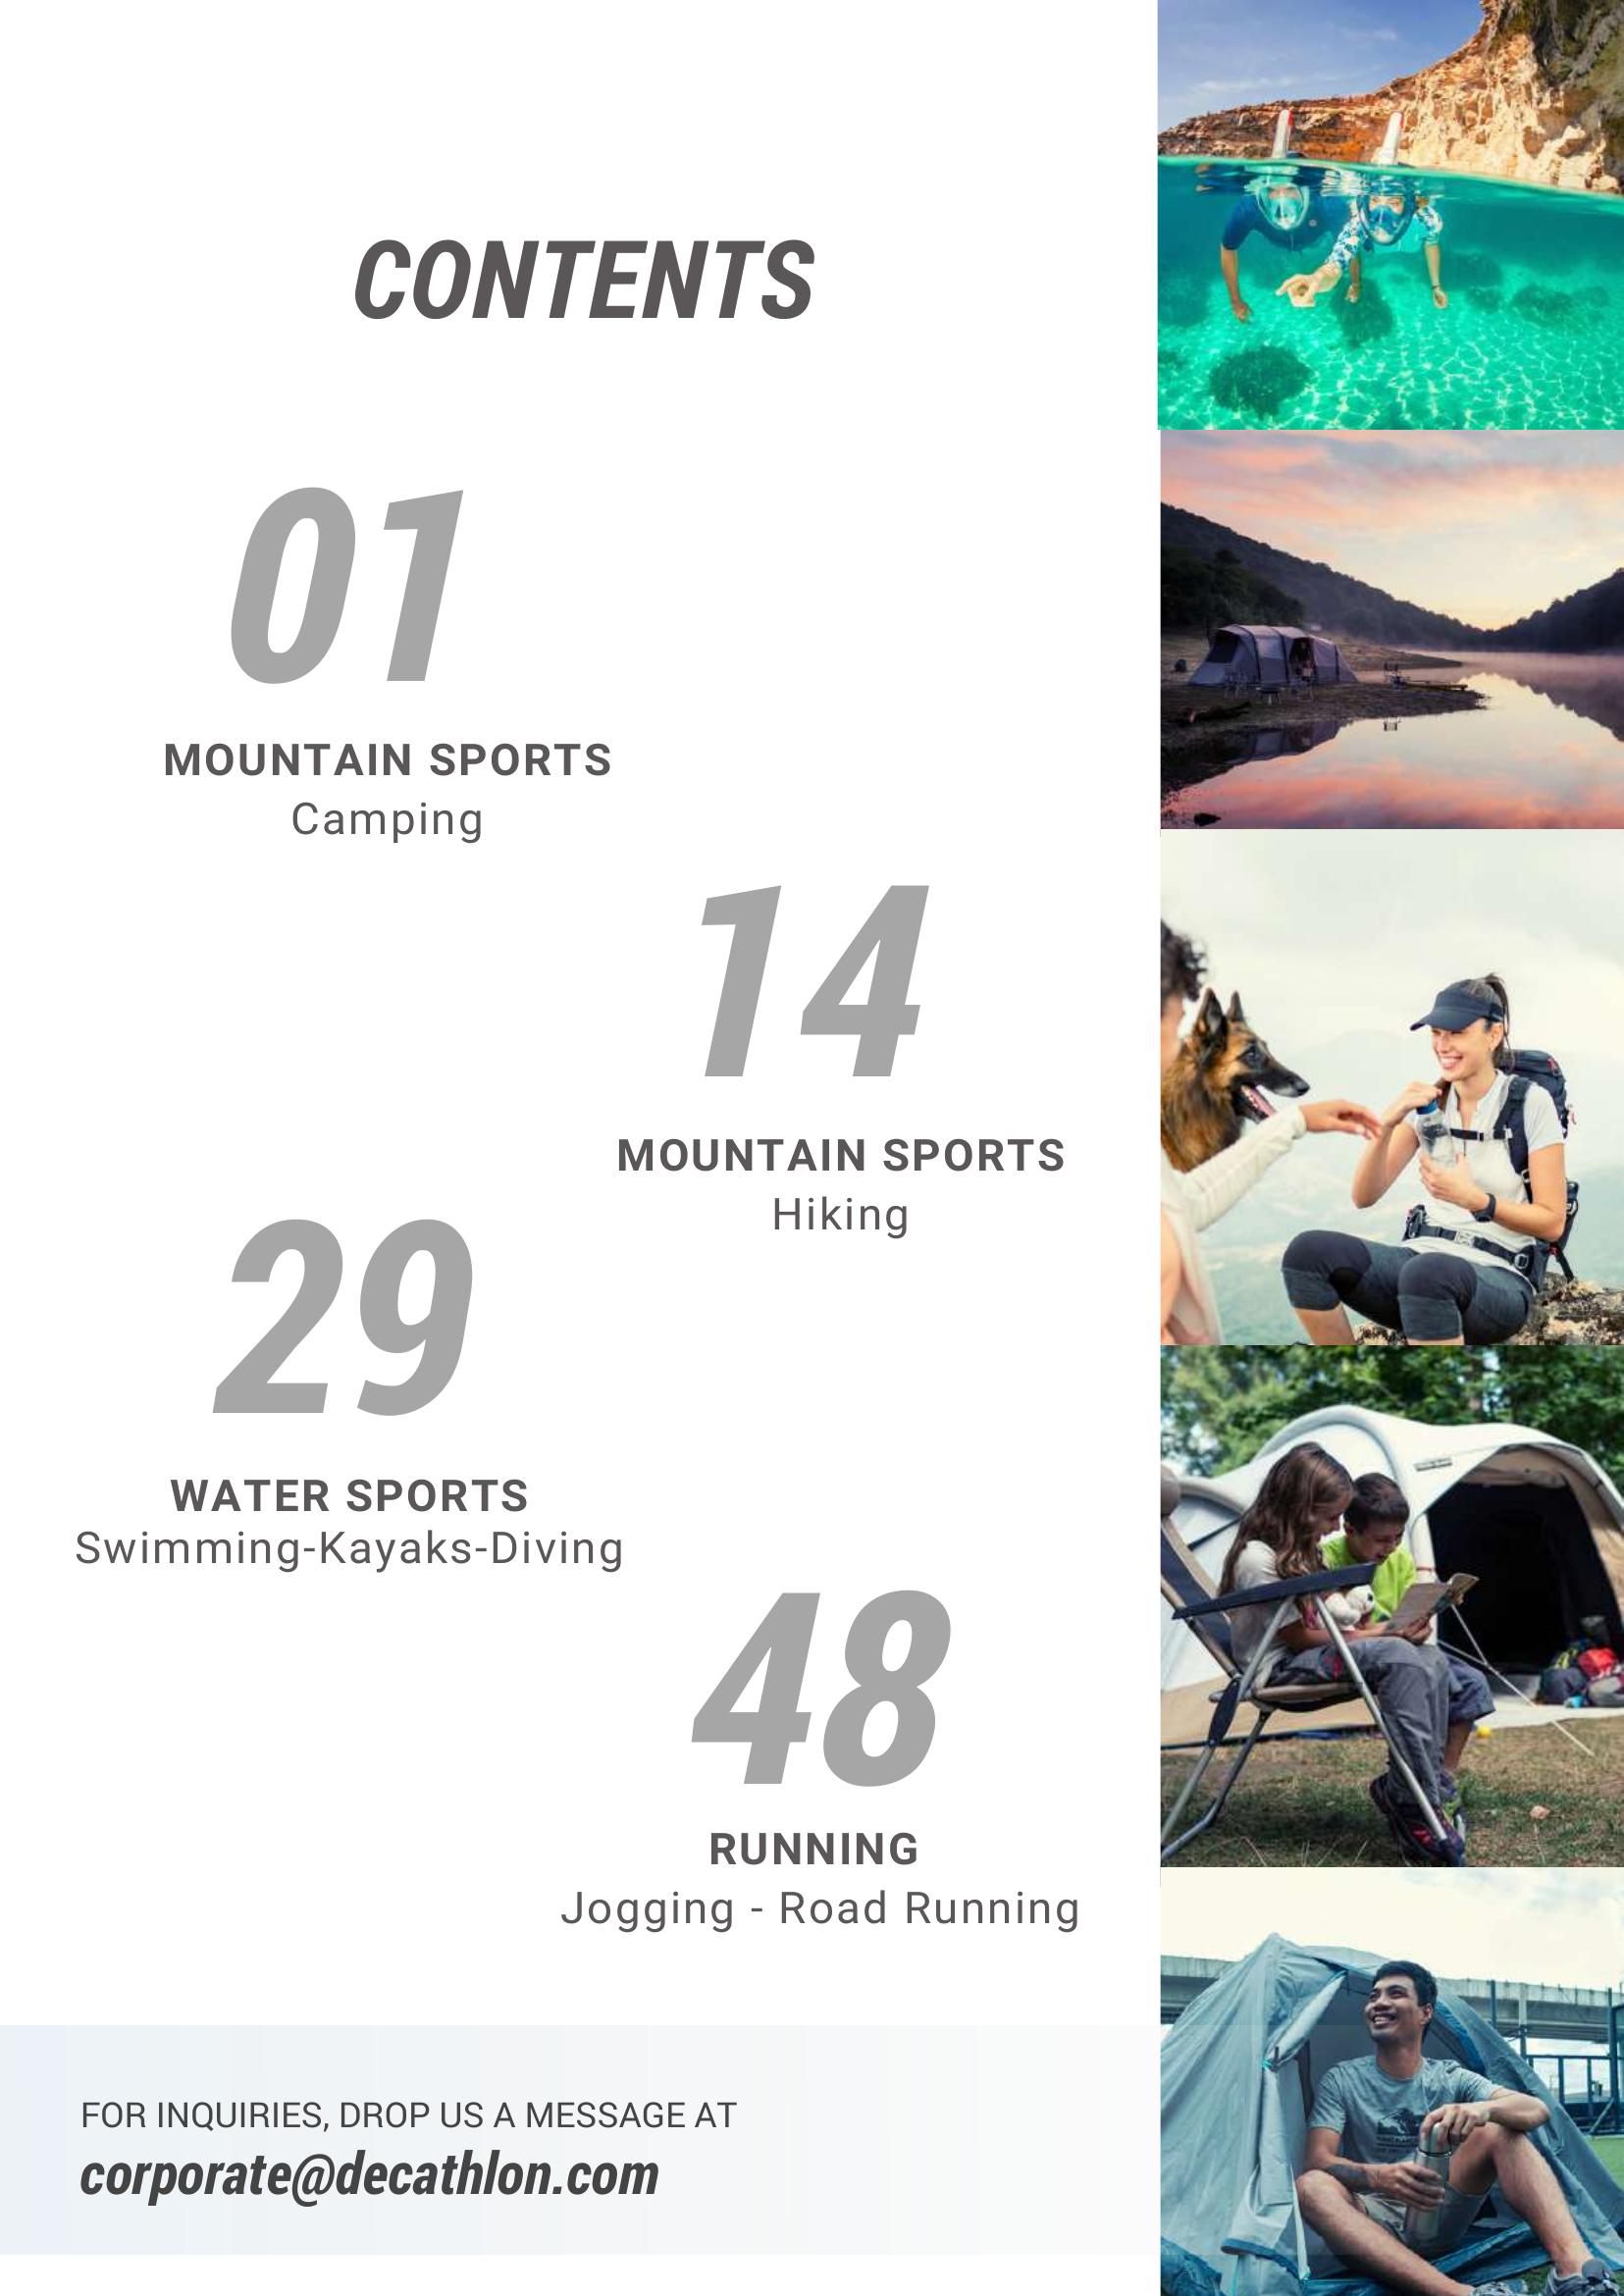 CONTENTS
01
MOUNTAIN SPORTS
Camping
14
MOUNTAIN SPORTS
Hiking
29
WATER SPORTS
Swimming-Kayaks-Diving
48
RUNNING
Jogging - Road Running
FOR INQUIRIES, DROP US A MESSAGE AT
corporate@decathlon.com